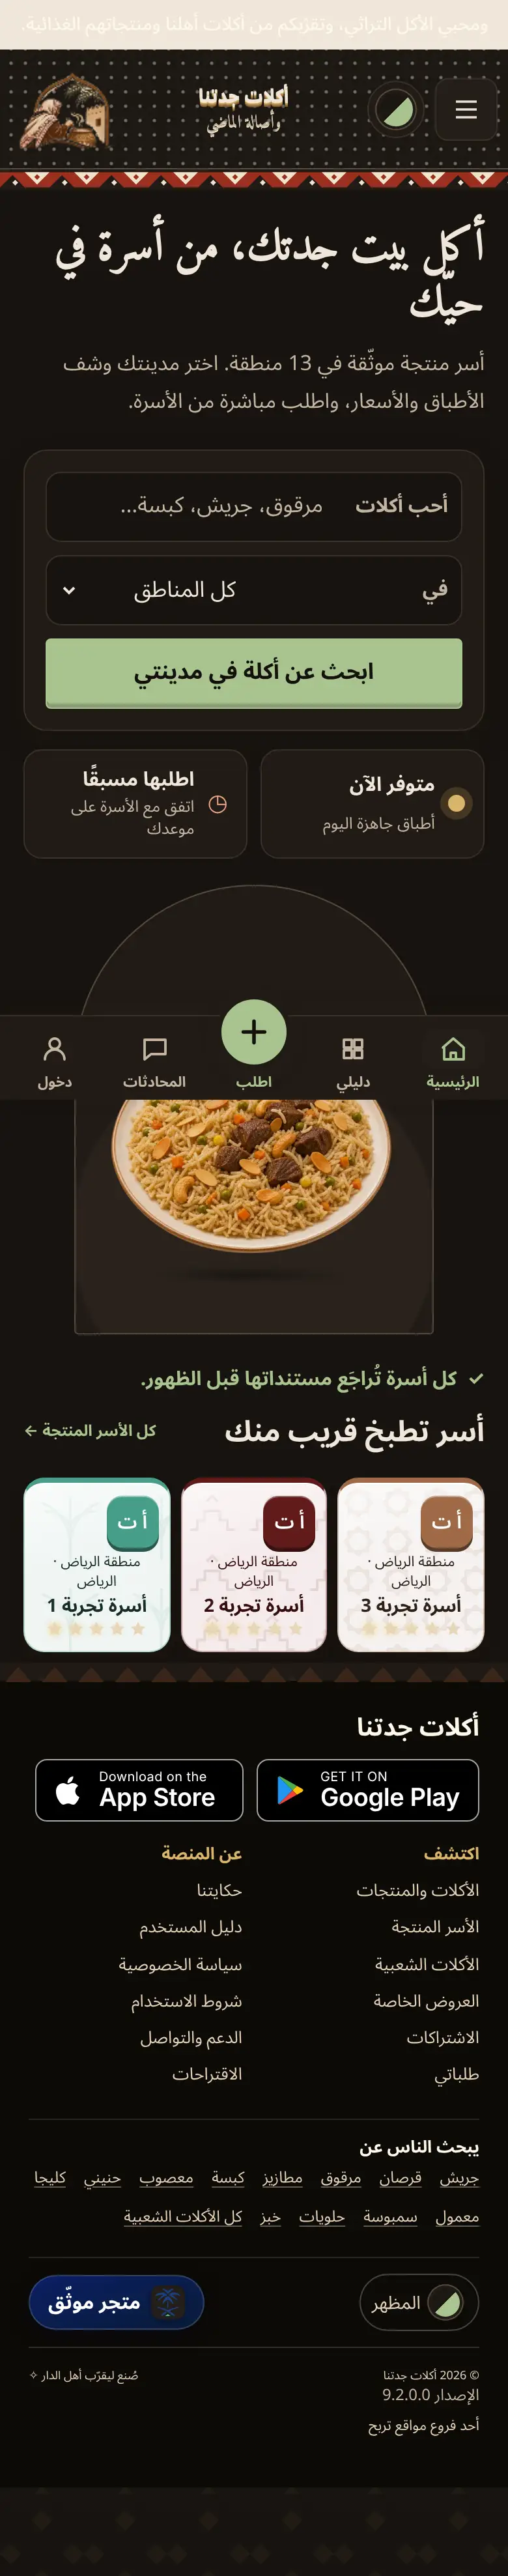 ومحبي الأكل التراثي، ونقرّبكم من أكلات أهلنا ومنتجاتهم الغذائية.
أكلات جدتنا
وأصالة الماضي
أكل بيت جدتك، من أسرة في
حيّك
أسر منتجة موثّقة في 13 منطقة. اختر مدينتك وشف
الأطباق والأسعار، واطلب مباشرة من الأسرة.
أحب أكلات مرقوق، جريش، كبسة...
في كل المناطق
ابحث عن أكلة في مدينتي
متوفر الآن
أطباق جاهزة اليوم
اطلبها مسبقًا
اتفق مع الأسرة على
موعدك
الرئيسية
دليلي
اطلب
المحادثات
دخول
✓ كل أسرة تُراجَع مستنداتها قبل الظهور.
أسر تطبخ قريب منك
كل الأسر المنتجة ←
أ ت
منطقة الرياض ·
الرياض
أسرة تجربة 3
أ ت
منطقة الرياض ·
الرياض
أسرة تجربة 2
أ ت
منطقة الرياض ·
الرياض
أسرة تجربة 1
أكلات جدتنا
GET IT ON
Google Play
Download on the
App Store
اكتشف
الأكلات والمنتجات
الأسر المنتجة
الأكلات الشعبية
العروض الخاصة
الاشتراكات
طلباتي
عن المنصة
حكايتنا
دليل المستخدم
سياسة الخصوصية
شروط الاستخدام
الدعم والتواصل
الاقتراحات
يبحث الناس عن
جريش قرصان مرقوق مطازيز كبسة معصوب حنيني كليجا
معمول سمبوسة حلويات خبز كل الأكلات الشعبية
المظهر
متجر موثّق
© 2026 أكلات جدتنا
الإصدار 9.2.0.0
أحد فروع مواقع تربح
صُنع ليقرّب أهل الدار ✧